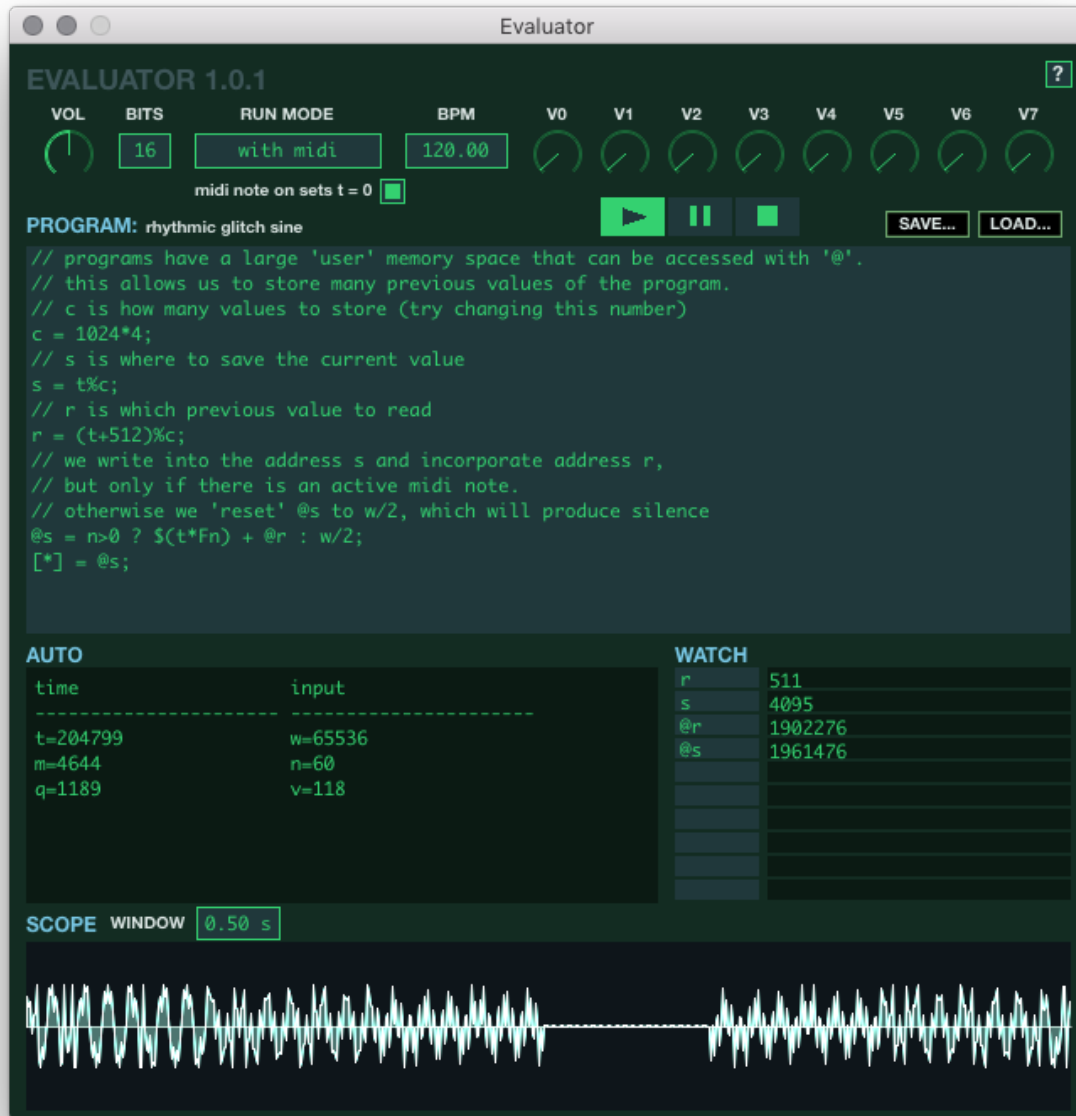 Evaluator
EVALUATOR 1.0.1
?
VOL BITS RUN MODE BPM V0 V1 V2 V3 V4 V5 V6 V7
16 with midi 120.00
midi note on sets t = 0
PROGRAM: rhythmic glitch sine SAVE... LOAD...
// programs have a large 'user' memory space that can be accessed with '@'.
// this allows us to store many previous values of the program.
// c is how many values to store (try changing this number)
c = 1024*4;
// s is where to save the current value
s = t%c;
// r is which previous value to read
r = (t+512)%c;
// we write into the address s and incorporate address r,
// but only if there is an active midi note.
// otherwise we 'reset' @s to w/2, which will produce silence
@s = n>0 ? $(t*Fn) + @r : w/2;
[*] = @s;
AUTO
time input
---------------------- ----------------------
t=204799 w=65536
m=4644 n=60
q=1189 v=118
WATCH
r 511
s 4095
@r 1902276
@s 1961476
SCOPE WINDOW 0.50 s